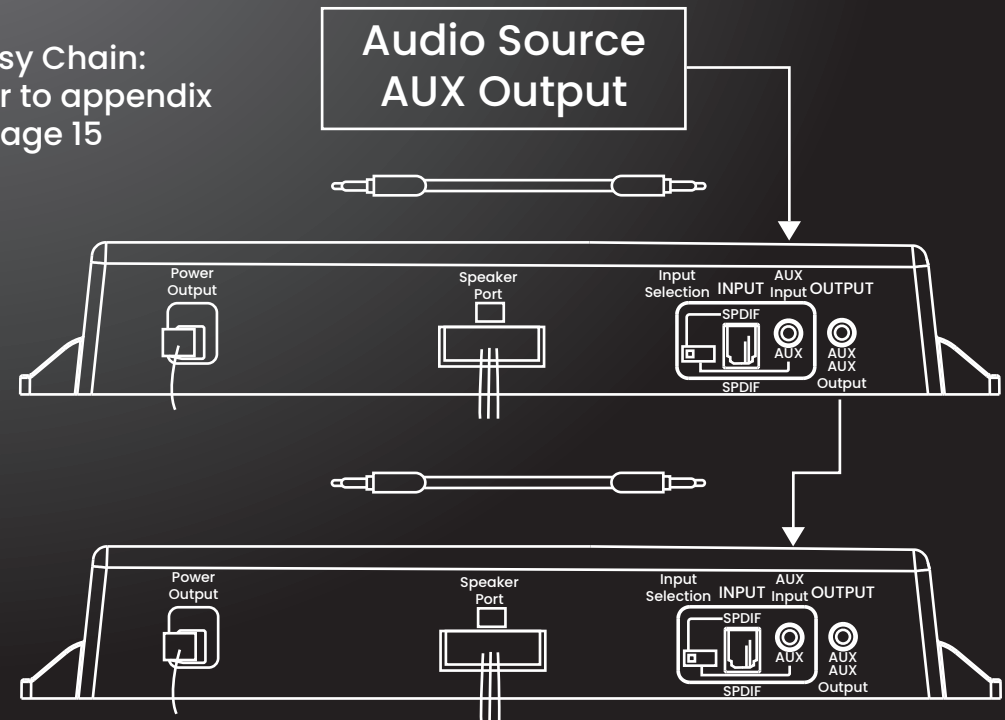 sy Chain:
r to appendix
age 15
Audio Source
AUX Output
Power
Output
Speaker
Port
Input
Selection
INPUT
AUX
Input
OUTPUT
SPDIF
AUX
AUX
AUX
Output
SPDIF
Power
Output
Speaker
Port
Input
Selection
INPUT
AUX
Input
OUTPUT
SPDIF
AUX
AUX
AUX
Output
SPDIF